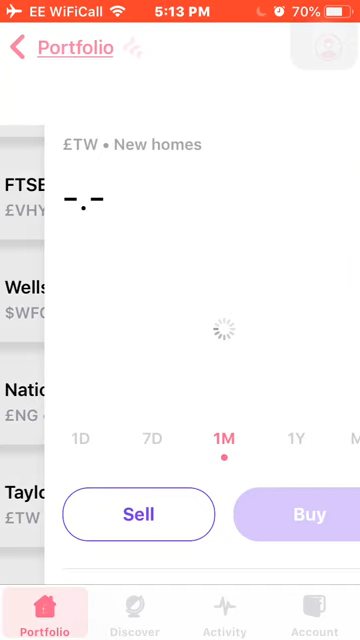 EE WiFiCall 5:13 PM 70%
Portfolio
£TW • New homes
-.-
FTSE
£VHY
Wells
$WFC
Natio
£NG •
Taylo
£TW
1D 7D 1M 1Y M
Sell Buy
Portfolio Discover Activity Account